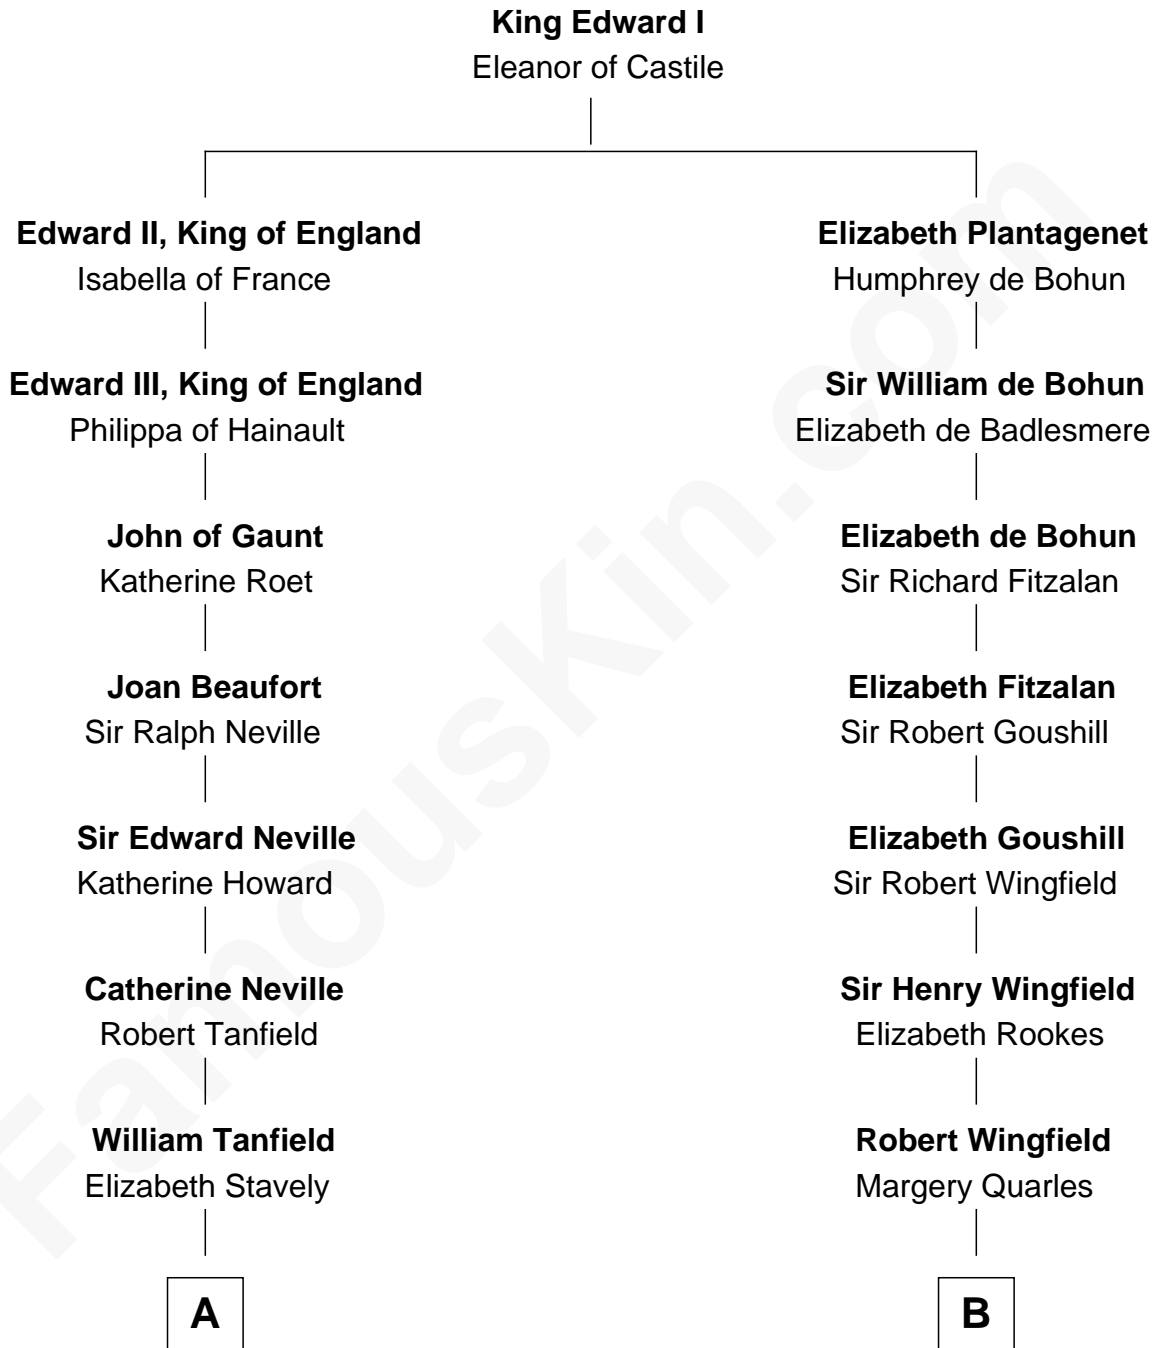 King Edward I
Eleanor of Castile
Edward II, King of England
Isabella of France
Edward III, King of England
Philippa of Hainault
John of Gaunt
Katherine Roet
Joan Beaufort
Sir Ralph Neville
Sir Edward Neville
Katherine Howard
Catherine Neville
Robert Tanfield
William Tanfield
Elizabeth Stavely
A
Elizabeth Plantagenet
Humphrey de Bohun
Sir William de Bohun
Elizabeth de Badlesmere
Elizabeth de Bohun
Sir Richard Fitzalan
Elizabeth Fitzalan
Sir Robert Goushill
Elizabeth Goushill
Sir Robert Wingfield
Sir Henry Wingfield
Elizabeth Rookes
Robert Wingfield
Margery Quarles
B
FamousKin.com